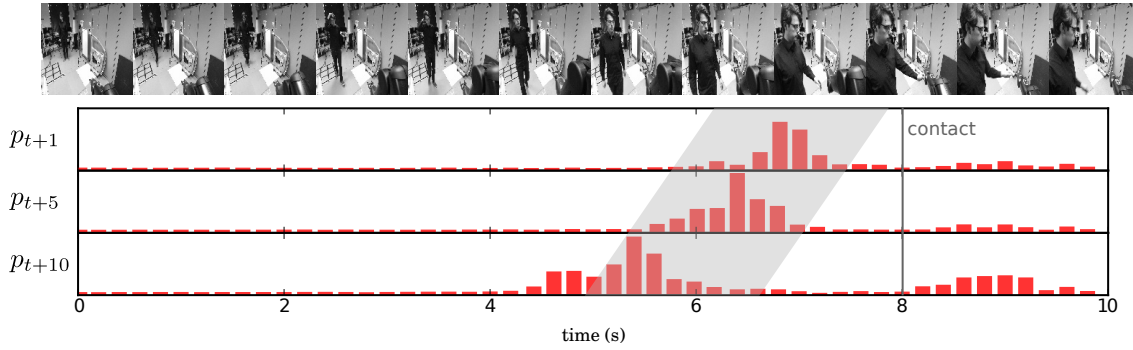 p_{t+1}
contact
p_{t+5}
p_{t+10}
0 2 4 6 8 10
time (s)